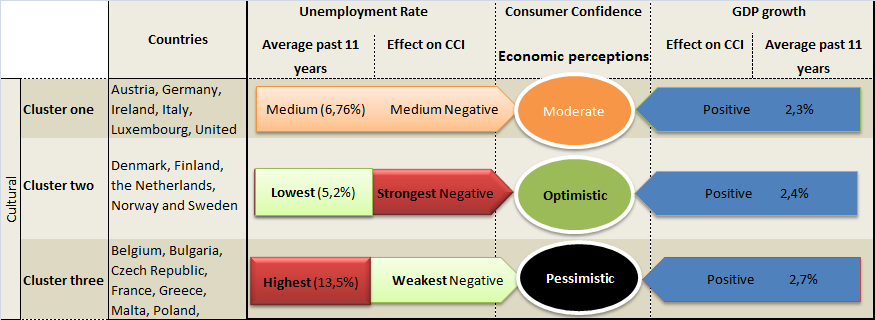 Unemployment Rate Consumer Confidence GDP growth
Countries
Average past 11 years Effect on CCI Economic perceptions Effect on CCI Average past 11 years
Cultural
Cluster one
Austria, Germany,
Ireland, Italy,
Luxembourg, United
Medium (6,76%) Medium Negative Moderate Positive 2,3%
Cluster two
Denmark, Finland,
the Netherlands,
Norway and Sweden
Lowest (5,2%) Strongest Negative Optimistic Positive 2,4%
Cluster three
Belgium, Bulgaria,
Czech Republic,
France, Greece,
Malta, Poland,
Highest (13,5%) Weakest Negative Pessimistic Positive 2,7%